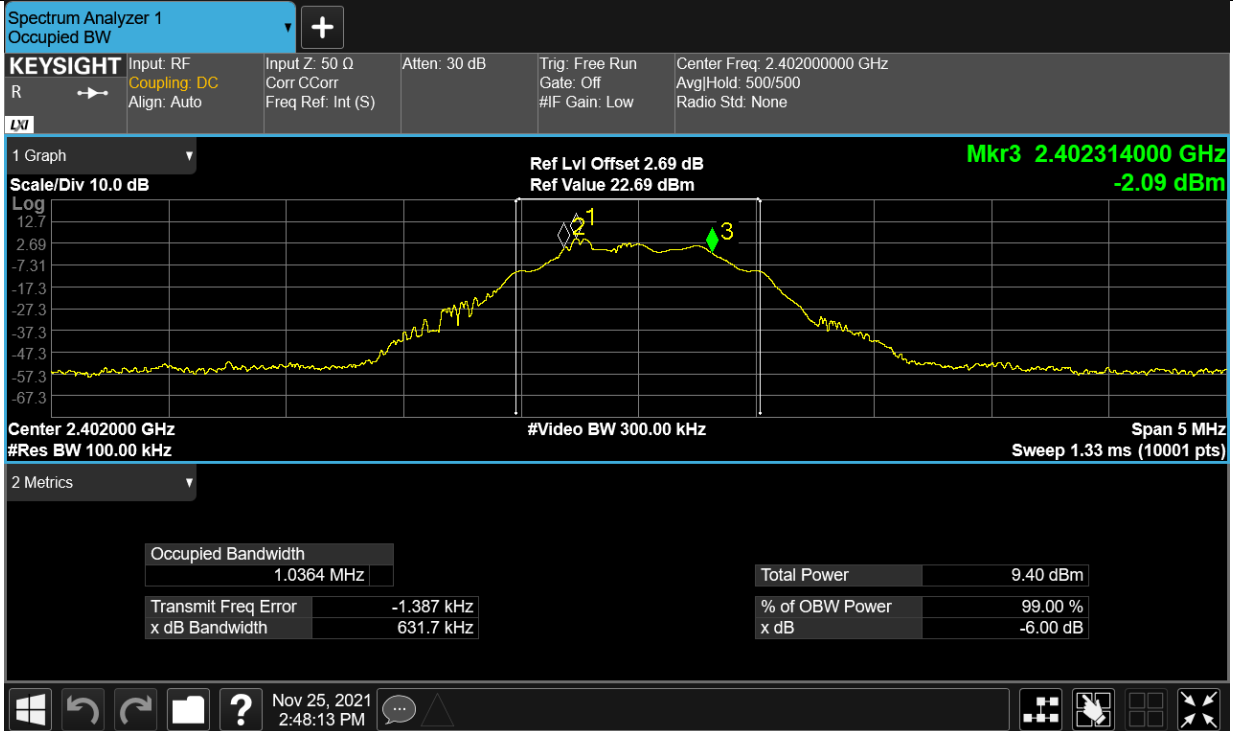 Spectrum Analyzer 1
Occupied BW
KEYSIGHT
R
LXI
Input: RF
Coupling: DC
Align: Auto
Input Z: 50 Ω
Corr CCorr
Freq Ref: Int (S)
Atten: 30 dB
Trig: Free Run
Gate: Off
#IF Gain: Low
Center Freq: 2.402000000 GHz
Avg|Hold: 500/500
Radio Std: None
1 Graph
Scale/Div 10.0 dB
Ref Lvl Offset 2.69 dB
Ref Value 22.69 dBm
Mkr3 2.402314000 GHz
-2.09 dBm
Log
12.7
2.69
-7.31
-17.3
-27.3
-37.3
-47.3
-57.3
-67.3
1
2
3
Center 2.402000 GHz
#Video BW 300.00 kHz
Span 5 MHz
#Res BW 100.00 kHz
Sweep 1.33 ms (10001 pts)
2 Metrics
Occupied Bandwidth
1.0364 MHz
Transmit Freq Error -1.387 kHz
x dB Bandwidth 631.7 kHz
Total Power 9.40 dBm
% of OBW Power 99.00 %
x dB -6.00 dB
?
Nov 25, 2021
2:48:13 PM